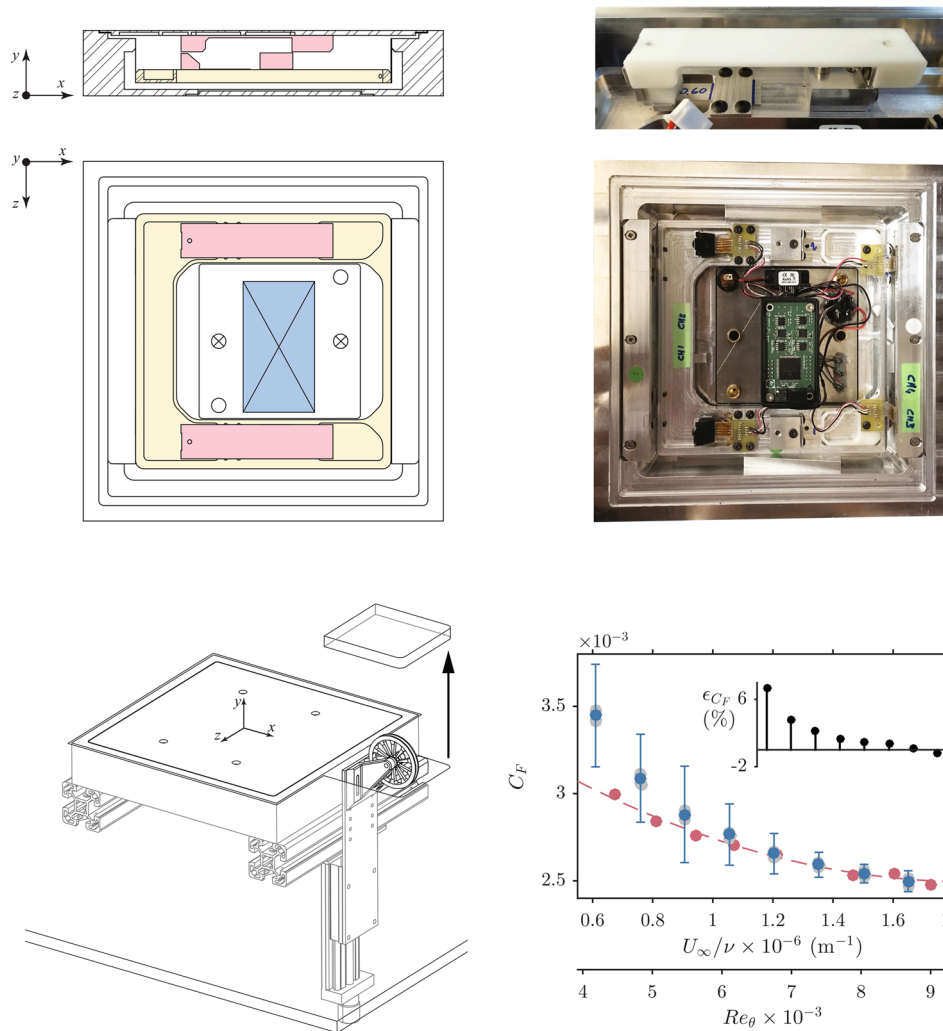 y
z
x
0.60
y
x
z
CH1 CH2
CH4
CH3
y
z
x
×10⁻³
3.5
3
2.5
C_F
ϵ_{C_F}
(%)
6
-2
0.6
0.8
1
1.2
1.4
1.6
U_∞/ν × 10⁻⁶ (m⁻¹)
4
5
6
7
8
9
Re_θ × 10⁻³